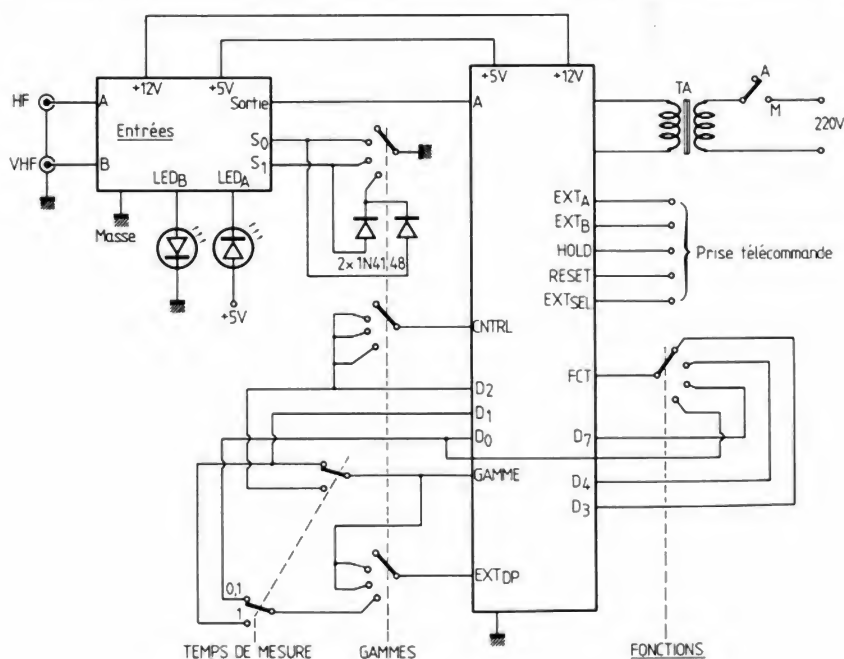 +12V
+5V
+5V
+12V
HF
A
Sortie
A
TA
A
M
220V
Entrées
VHF
B
S0
S1
LEDB
LEDA
Masse
2x1N41,48
+5V
EXTA
EXTB
HOLD
RESET
EXTSEL
Prise télécommande
CNTRL
FCT
D2
D1
D0
D7
GAMME
D4
D3
0,1
1
EXTDP
TEMPS DE MESURE
GAMMES
FONCTIONS